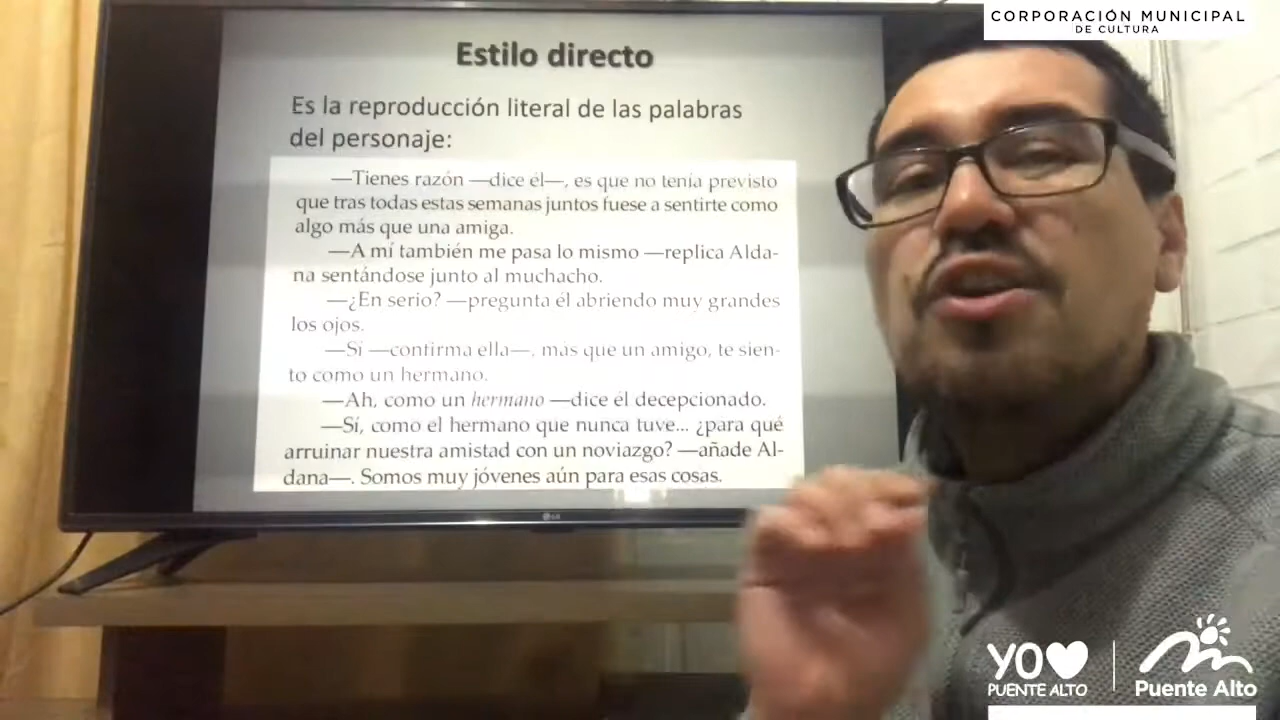 CORPORACIÓN MUNICIPAL
DE CULTURA
Estilo directo
Es la reproducción literal de las palabras
del personaje:
—Tienes razón —dice él—, es que no tenía previsto
que tras todas estas semanas juntos fuese a sentirte como
algo más que una amiga.
—A mí también me pasa lo mismo —replica Alda-
na sentándose junto al muchacho.
—¿En serio? —pregunta él abriendo muy grandes
los ojos.
—Sí —confirma ella—, más que un amigo, te sien-
to como un hermano.
—Ah, como un hermano —dice él decepcionado.
—Sí, como el hermano que nunca tuve... ¿para qué
arruinar nuestra amistad con un noviazgo? —añade Al-
dana—. Somos muy jóvenes aún para esas cosas.
LG
YO
PUENTE ALTO
Puente Alto